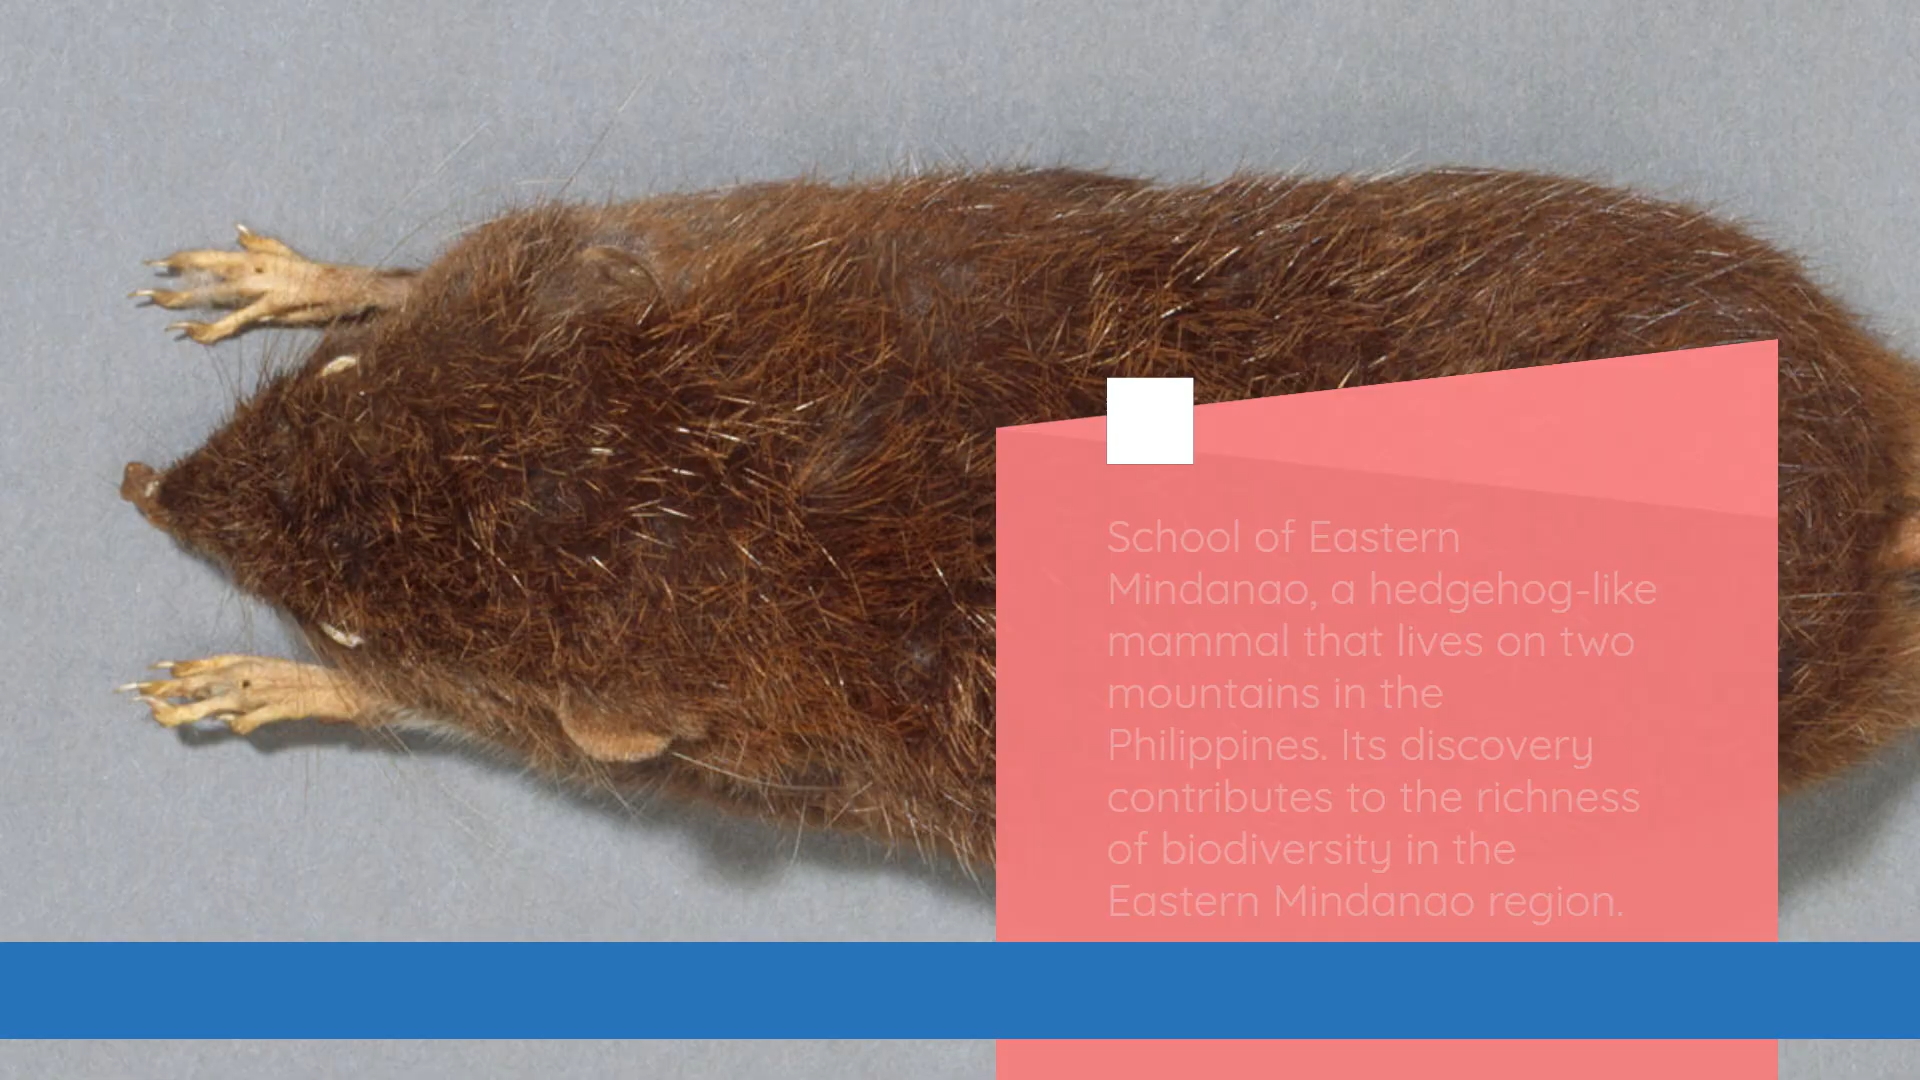 School of Eastern
Mindanao, a hedgehog-like
mammal that lives on two
mountains in the
Philippines. Its discovery
contributes to the richness
of biodiversity in the
Eastern Mindanao region.